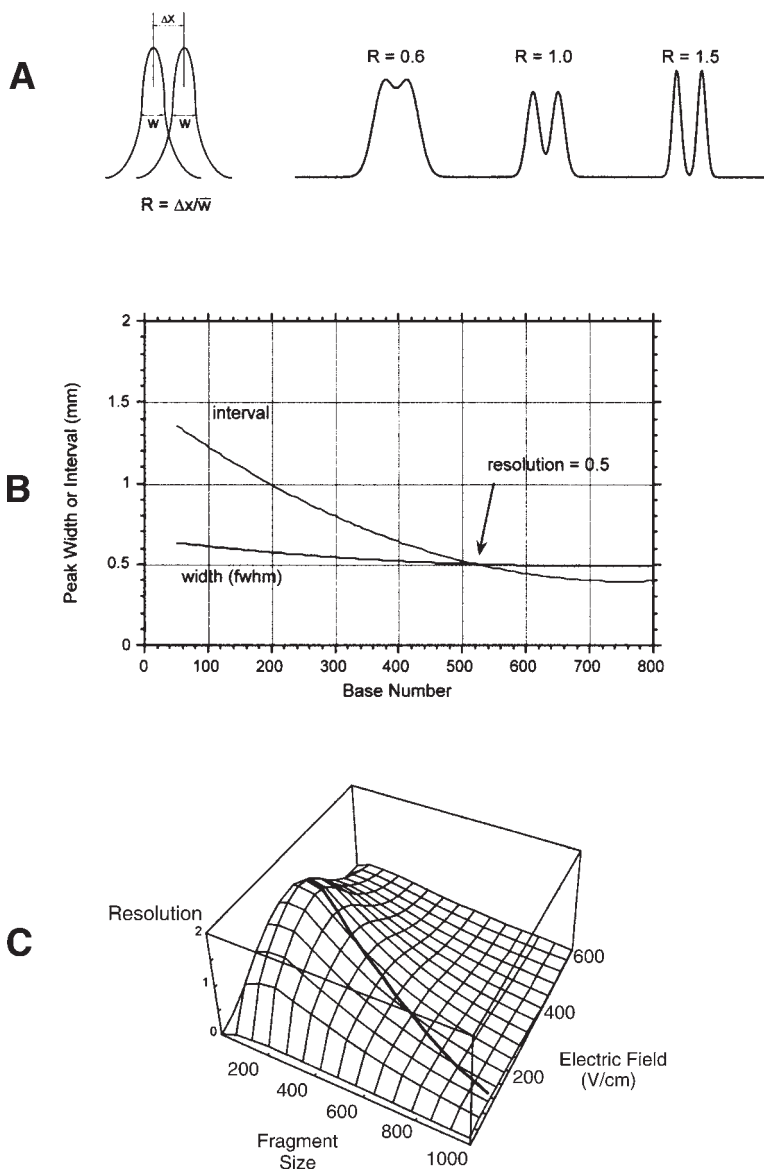 A
Δx
w w
R = Δx/w̅
R = 0.6
R = 1.0
R = 1.5
B
Peak Width or Interval (mm)
2
1.5
1
0.5
0
interval
width (fwhm)
resolution = 0.5
0 100 200 300 400 500 600 700 800
Base Number
C
Resolution
2
1
0
200
400
600
800
1000
Fragment
Size
600
400
200
Electric Field
(V/cm)